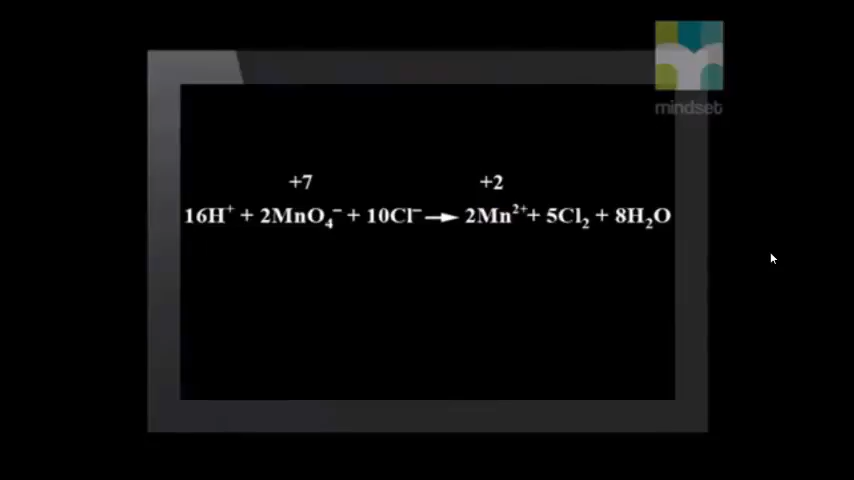 mindset
+7 +2
16H⁺ + 2MnO₄⁻ + 10Cl⁻ → 2Mn²⁺ + 5Cl₂ + 8H₂O